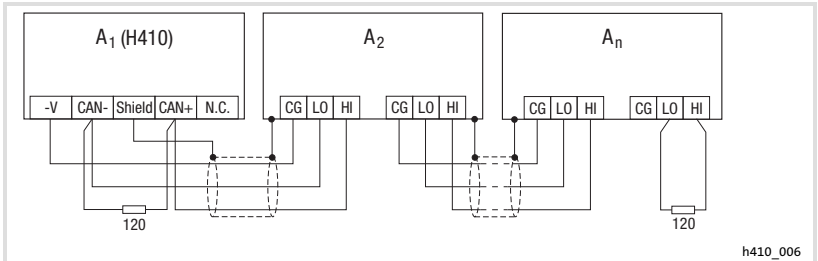 A1 (H410) A2 An
-V CAN- Shield CAN+ N.C. CG LO HI CG LO HI CG LO HI CG LO HI
120 120
h410_006